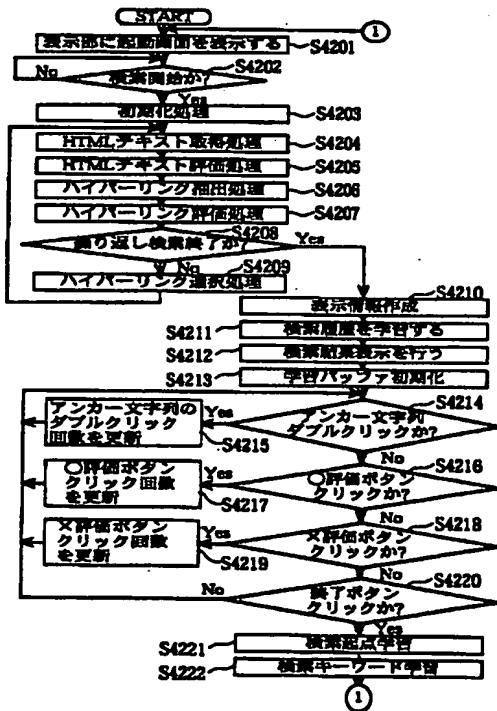 START
1
表示部に起動画面を表示する
S4201
S4202
No
検索開始か?
Yes
初期化処理
S4203
HTMLテキスト取得処理
S4204
HTMLテキスト評価処理
S4205
ハイパーリンク抽出処理
S4206
ハイパーリンク評価処理
S4207
S4208
繰り返し検索終了か?
Yes
No
S4209
ハイパーリンク選択処理
S4210
表示情報作成
S4211
検索履歴を学習する
S4212
検索結果表示を行う
S4213
学習バッファ初期化
S4214
アンカー文字列の
ダブルクリック
回数を更新
Yes
アンカー文字列
ダブルクリックか?
S4215
No
S4216
○評価ボタン
クリック回数
を更新
Yes
○評価ボタン
クリックか?
S4217
No
S4218
×評価ボタン
クリック回数
を更新
Yes
×評価ボタン
クリックか?
S4219
No
S4220
No
終了ボタン
クリックか?
Yes
S4221
検索起点学習
S4222
検索キーワード学習
1